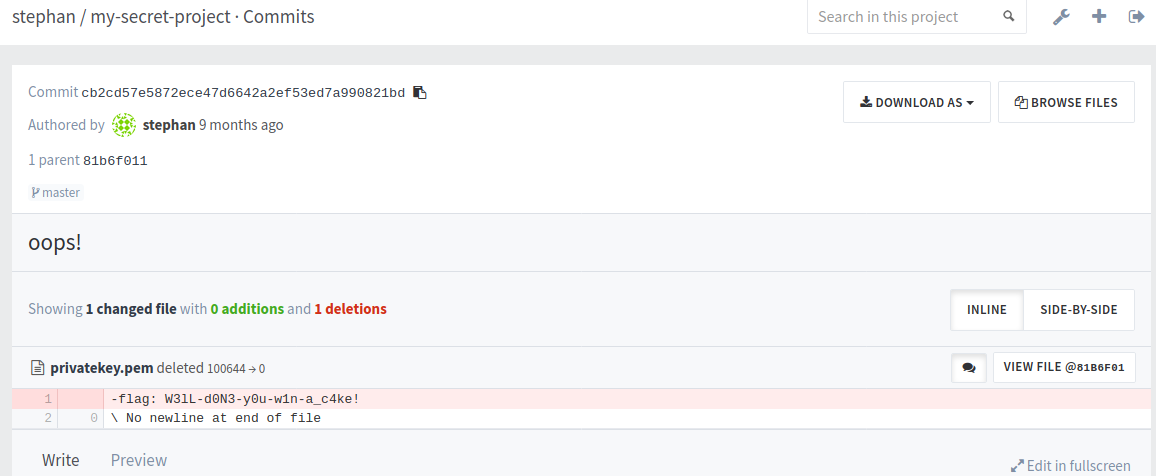 stephan / my-secret-project · Commits
Search in this project
Commit cb2cd57e5872ece47d6642a2ef53ed7a990821bd
DOWNLOAD AS
BROWSE FILES
Authored by stephan 9 months ago
1 parent 81b6f011
master
oops!
Showing 1 changed file with 0 additions and 1 deletions
INLINE
SIDE-BY-SIDE
privatekey.pem deleted 100644 → 0
VIEW FILE @81B6F01
1 -flag: W3lL-d0N3-y0u-w1n-a_c4ke!
2 0 \ No newline at end of file
Write Preview
Edit in fullscreen